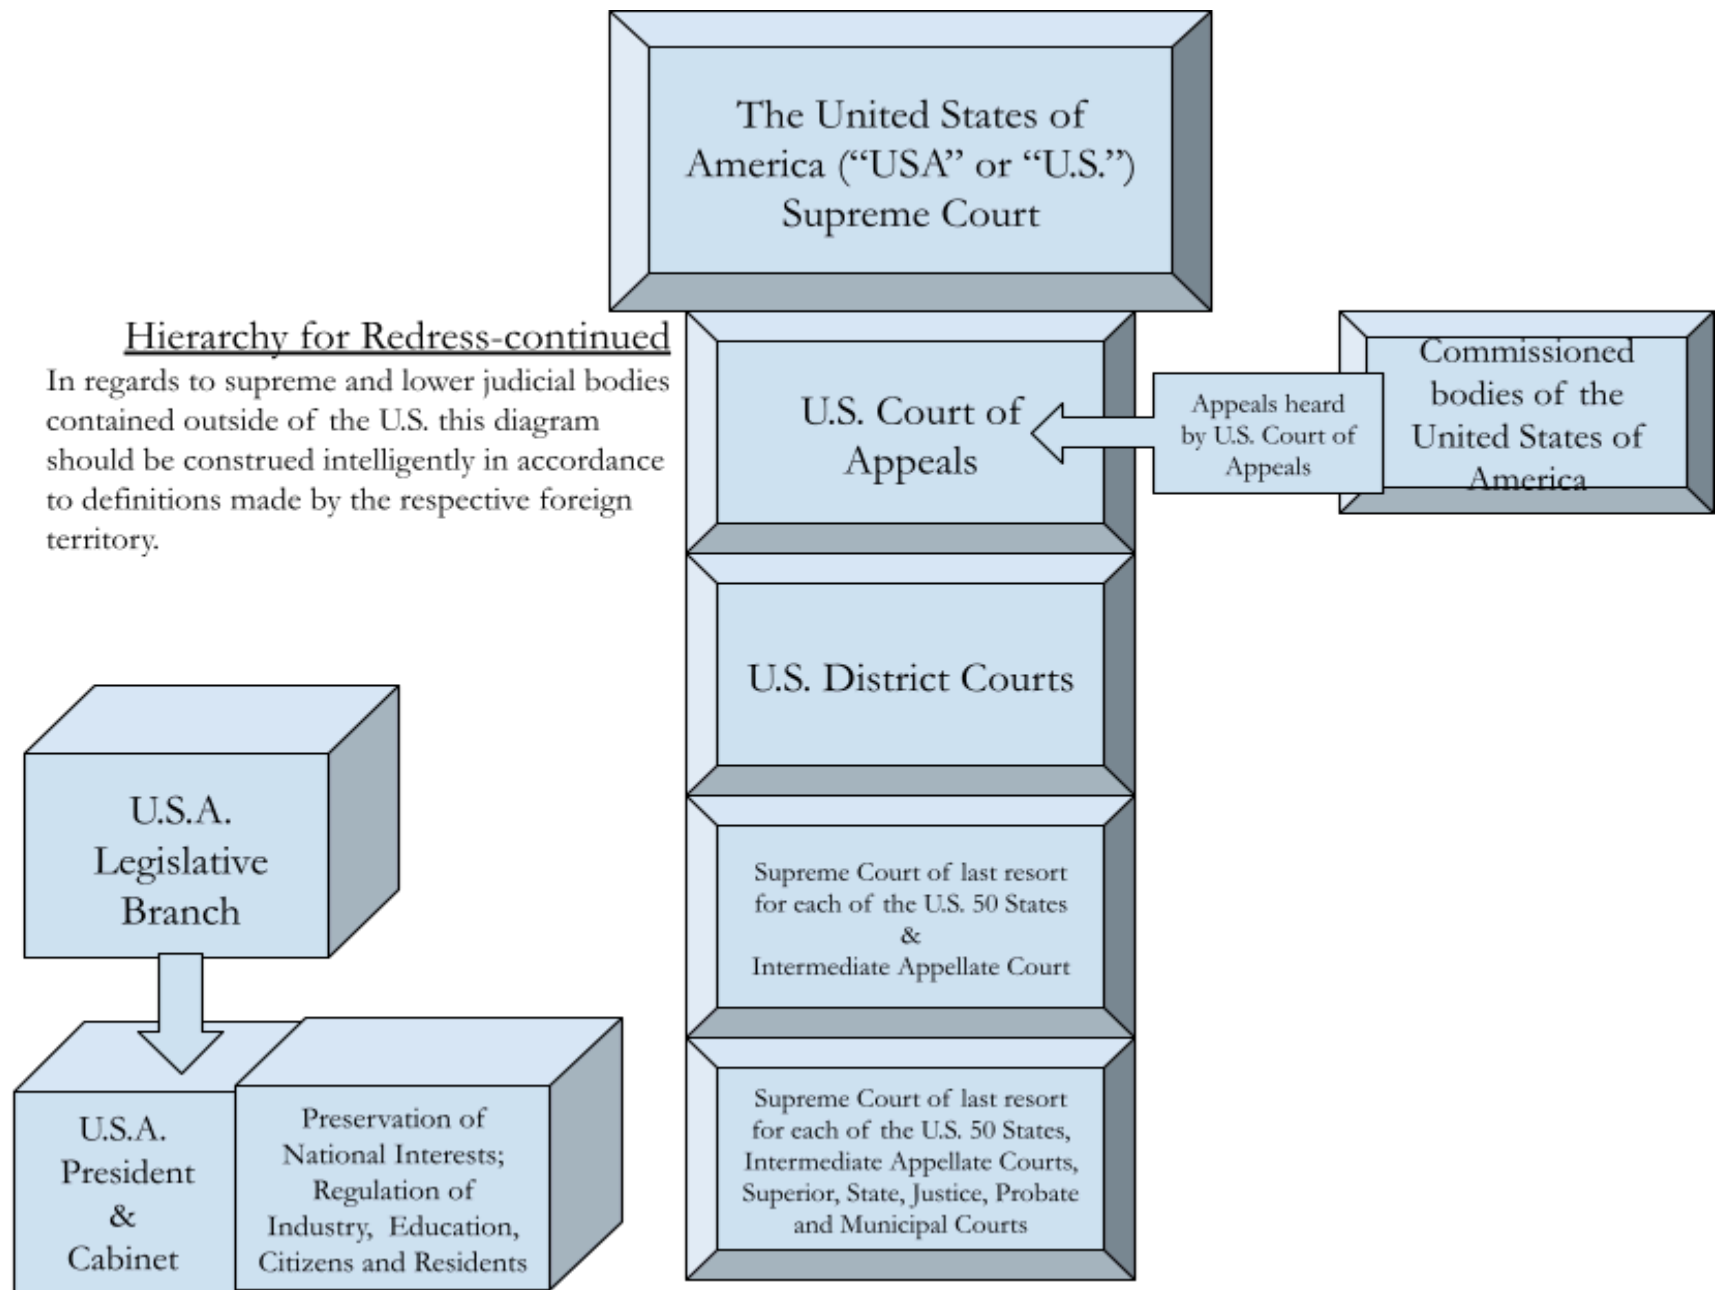 The United States of
America (“USA” or “U.S.”)
Supreme Court
Hierarchy for Redress-continued
In regards to supreme and lower judicial bodies
contained outside of the U.S. this diagram
should be construed intelligently in accordance
to definitions made by the respective foreign
territory.
U.S. Court of
Appeals
Appeals heard
by U.S. Court of
Appeals
Commissioned
bodies of the
United States of
America
U.S. District Courts
U.S.A.
Legislative
Branch
Supreme Court of last resort
for each of the U.S. 50 States
&
Intermediate Appellate Court
U.S.A.
President
&
Cabinet
Preservation of
National Interests;
Regulation of
Industry, Education,
Citizens and Residents
Supreme Court of last resort
for each of the U.S. 50 States,
Intermediate Appellate Courts,
Superior, State, Justice, Probate
and Municipal Courts